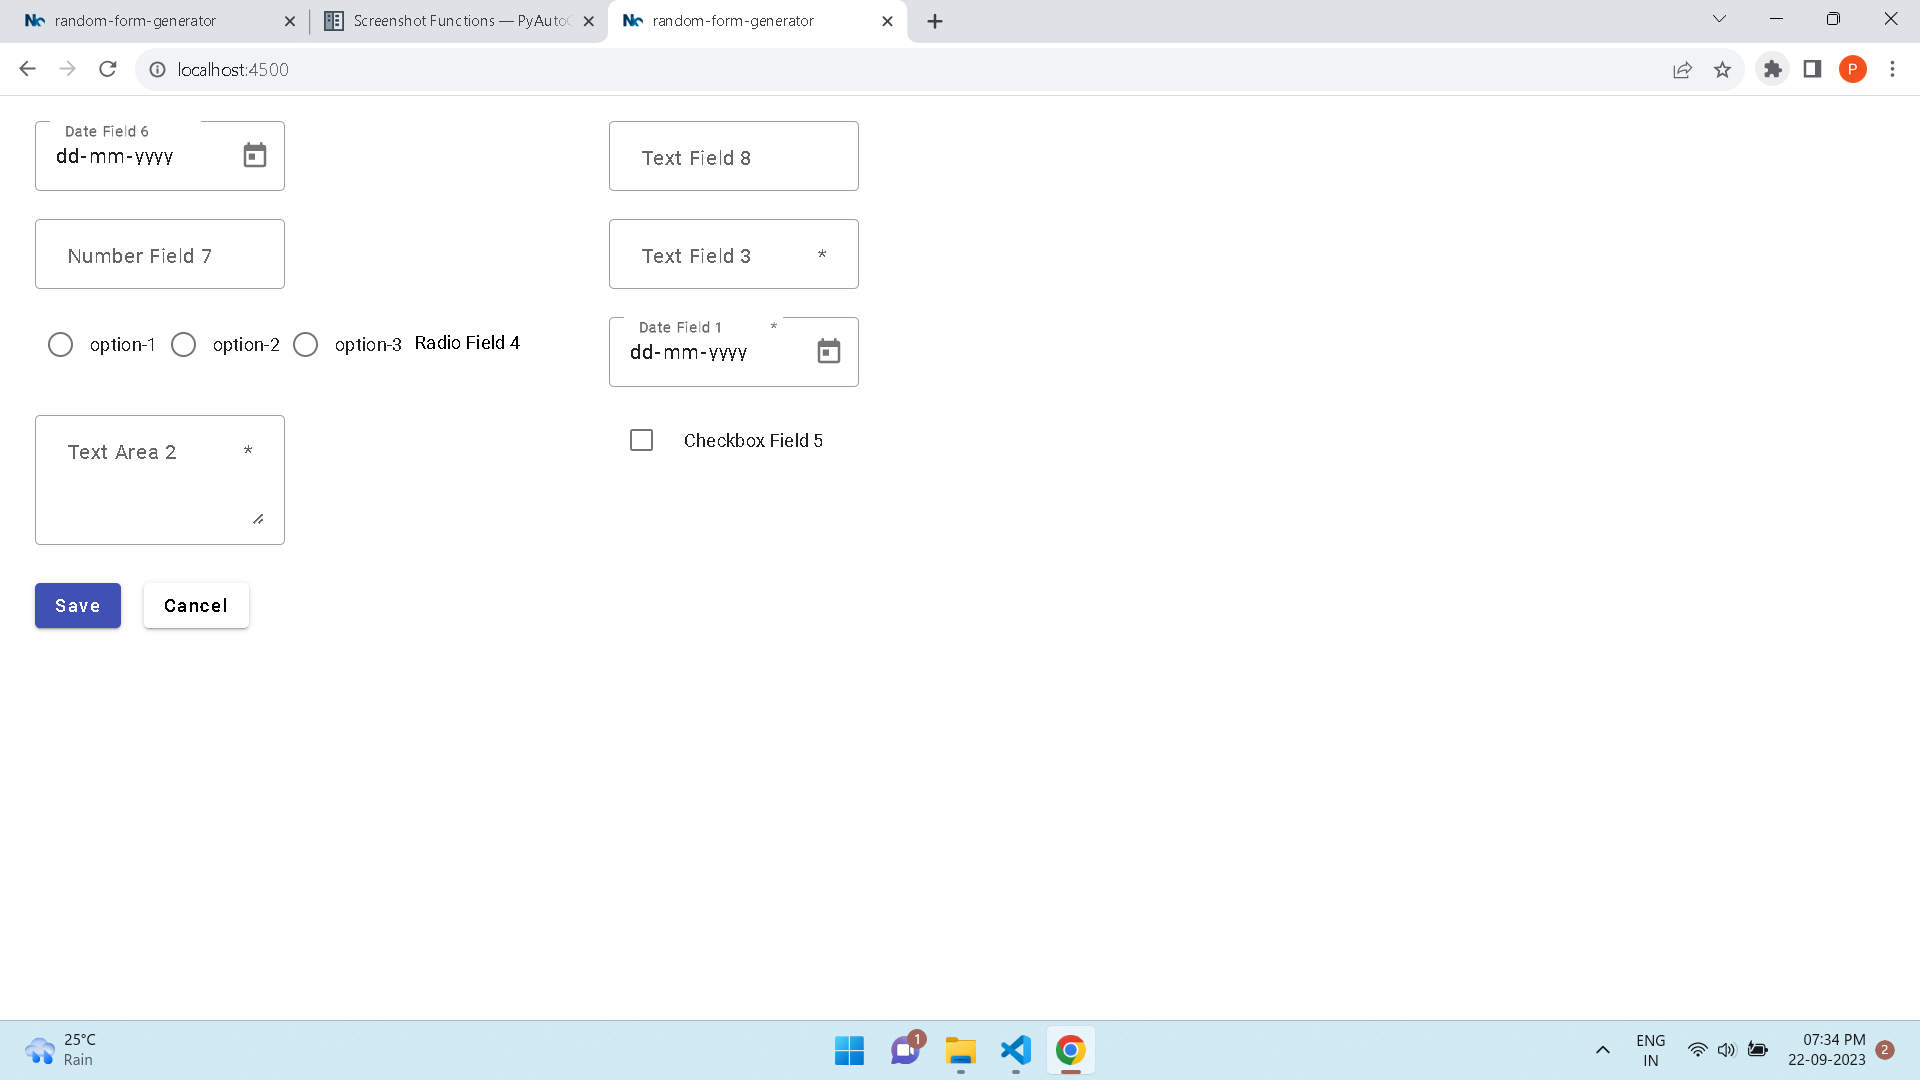 random-form-generator
Screenshot Functions — PyAuto
random-form-generator
localhost:4500
P
Date Field 6
dd-mm-yyyy
Text Field 8
Number Field 7
Text Field 3 *
option-1 option-2 option-3 Radio Field 4
Date Field 1 *
dd-mm-yyyy
Text Area 2 *
Checkbox Field 5
Save Cancel
25°C
Rain
1
ENG
IN
07:34 PM
22-09-2023
2